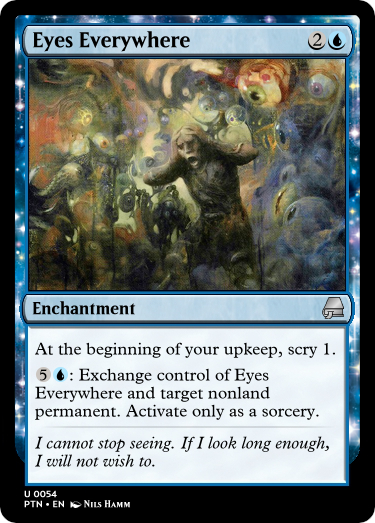 Eyes Everywhere 2
Enchantment
At the beginning of your upkeep, scry 1.
5 : Exchange control of Eyes
Everywhere and target nonland
permanent. Activate only as a sorcery.
I cannot stop seeing. If I look long enough,
I will not wish to.
U 0054
PTN • EN Nils Hamm